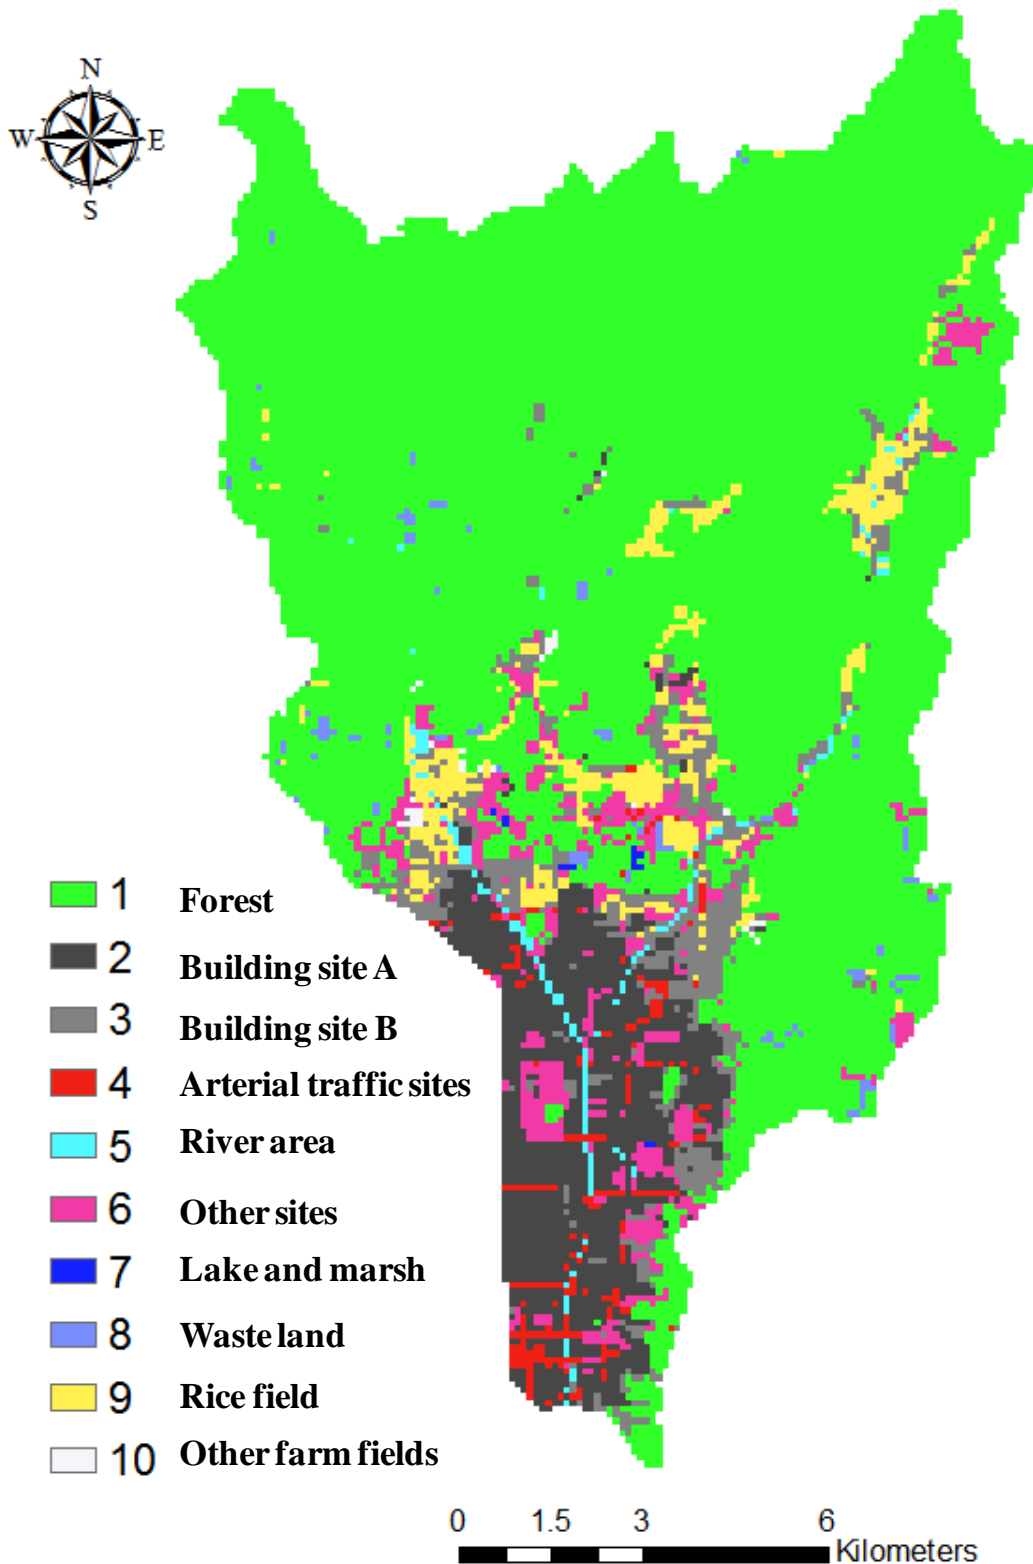 N
W E
S
1 Forest
2 Building site A
3 Building site B
4 Arterial traffic sites
5 River area
6 Other sites
7 Lake and marsh
8 Waste land
9 Rice field
10 Other farm fields
0 1.5 3 6
Kilometers